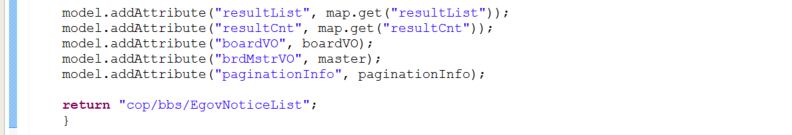 model.addAttribute("resultList", map.get("resultList"));
model.addAttribute("resultCnt", map.get("resultCnt"));
model.addAttribute("boardVO", boardVO);
model.addAttribute("brdMstrVO", master);
model.addAttribute("paginationInfo", paginationInfo);
return "cop/bbs/EgovNoticeList";
}